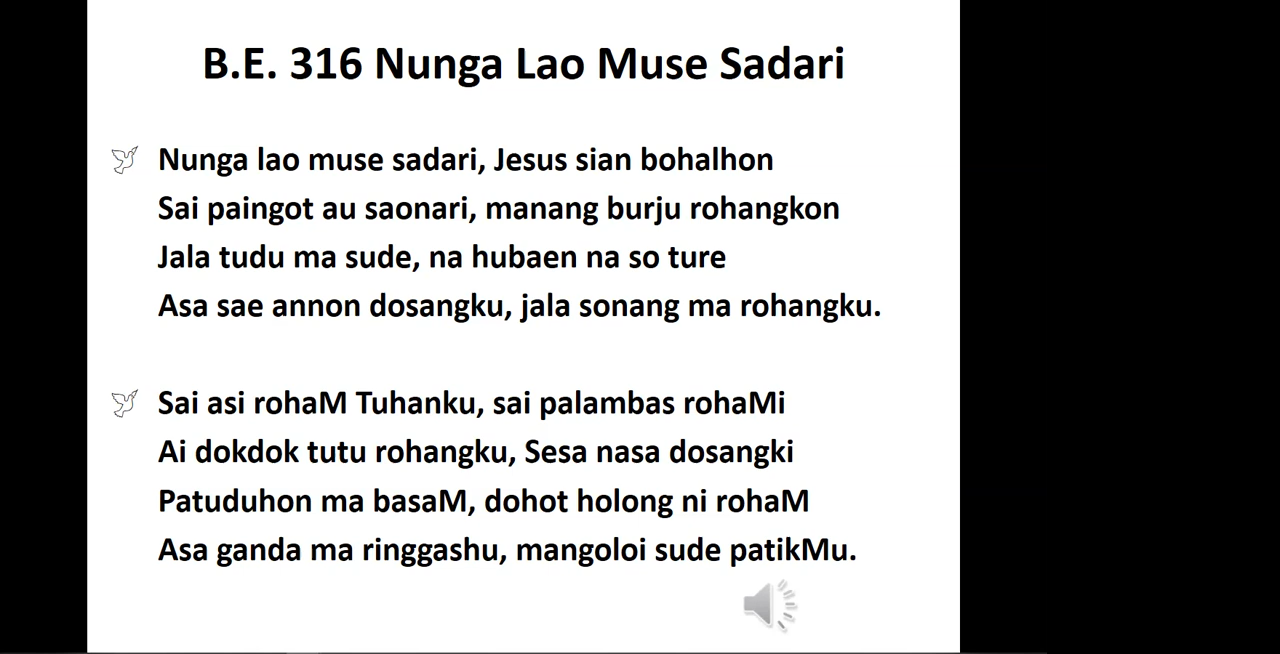 B.E. 316 Nunga Lao Muse Sadari
Nunga lao muse sadari, Jesus sian bohalhon
Sai paingot au saonari, manang burju rohangkon
Jala tudu ma sude, na hubaen na so ture
Asa sae annon dosangku, jala sonang ma rohangku.
Sai asi rohaM Tuhanku, sai palambas rohaMi
Ai dokdok tutu rohangku, Sesa nasa dosangki
Patuduhon ma basaM, dohot holong ni rohaM
Asa ganda ma ringgashu, mangoloi sude patikMu.